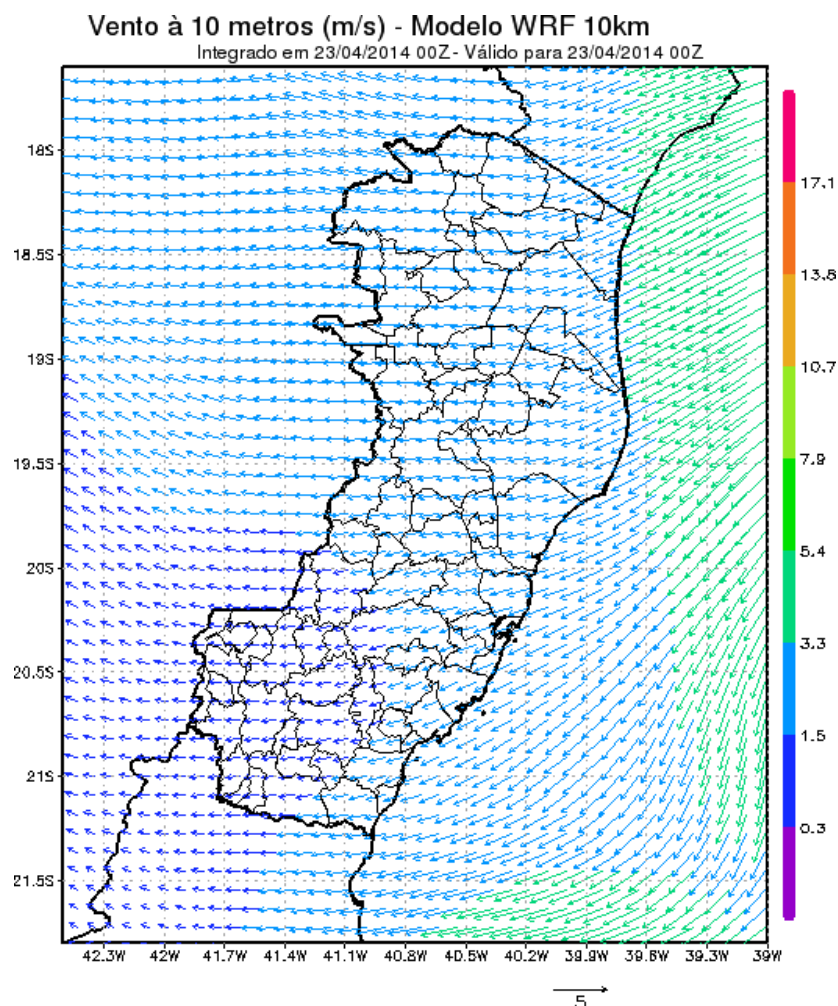 Vento à 10 metros (m/s) - Modelo WRF 10km
Integrado em 23/04/2014 00Z - Válido para 23/04/2014 00Z
18S
18.5S
19S
19.5S
20S
20.5S
21S
21.5S
42.3W
42W
41.7W
41.4W
41.1W
40.8W
40.5W
40.2W
39.9W
39.6W
39.3W
39W
17.1
13.8
10.7
7.9
5.4
3.3
1.5
0.3
5